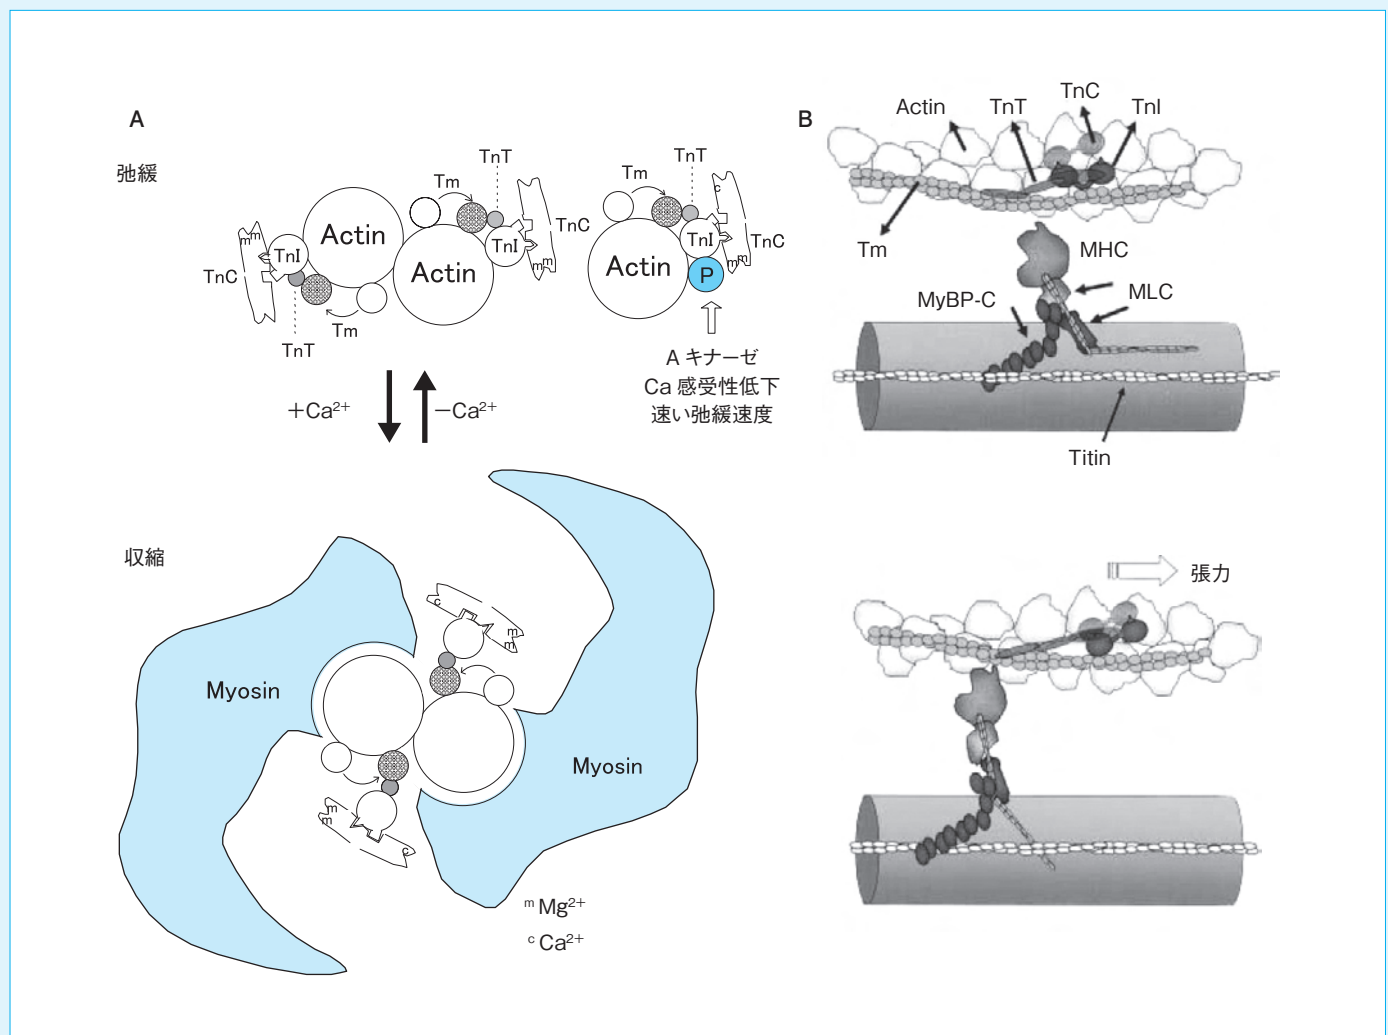 A
弛緩
TnT
Tm
Actin
TnI
TnC
m m
Actin
TnI
TnC
m m
Tm
TnT
TnT
Tm
c
Actin
TnI
TnC
m m
P
A キナーゼ
Ca 感受性低下
速い弛緩速度
+Ca²⁺
−Ca²⁺
収縮
c
m
m
Myosin
Myosin
m
m
c
ᵐ Mg²⁺
ᶜ Ca²⁺
B
Actin
TnT
TnC
TnI
Tm
MHC
MyBP-C
MLC
Titin
張力